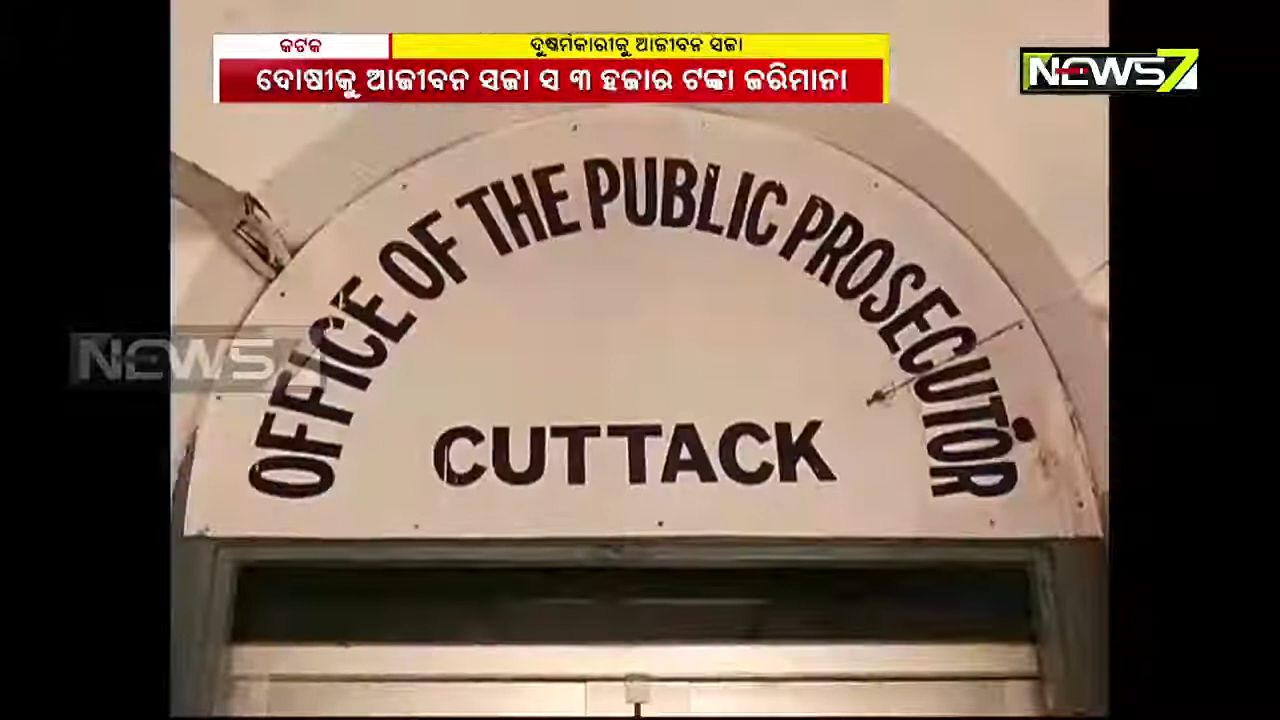 କଟକ
ଦୁଷ୍କର୍ମକାରୀକୁ ଆଜୀବନ ସଜା
ଦୋଷୀକୁ ଆଜୀବନ ସଜା ସ ୩ ହଜାର ଟଙ୍କା ଜରିମାନା
NEWS7
OFFICE OF THE PUBLIC PROSECUTOR
NEWS7
CUTTACK